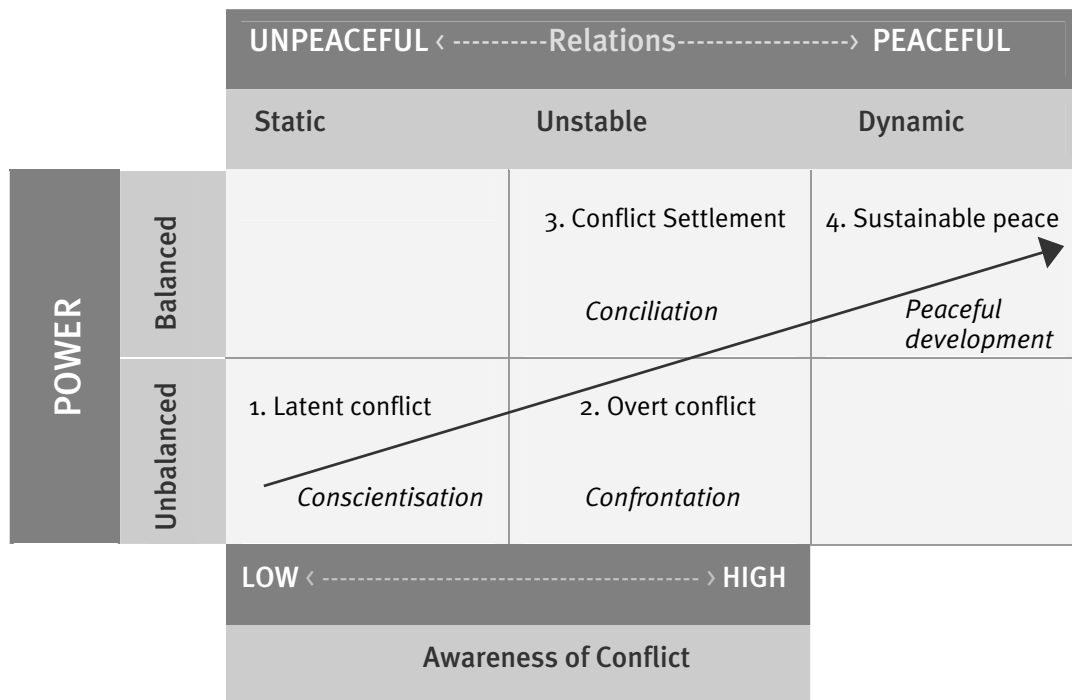 UNPEACEFUL < ----------Relations-----------------> PEACEFUL
Static Unstable Dynamic
POWER
Balanced
3. Conflict Settlement 4. Sustainable peace
Conciliation
Peaceful
development
Unbalanced
1. Latent conflict 2. Overt conflict
Conscientisation Confrontation
LOW < --------------------------------------- > HIGH
Awareness of Conflict